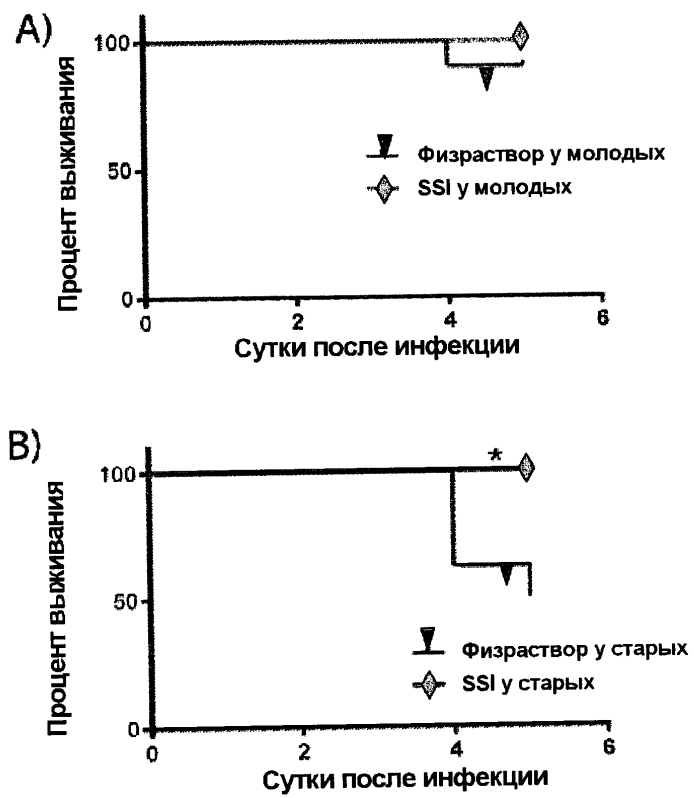 A)
Процент выживания
100
50
0
Физраствор у молодых
SSI у молодых
0 2 4 6
Сутки после инфекции
B)
Процент выживания
100
50
0
*
Физраствор у старых
SSI у старых
0 2 4 6
Сутки после инфекции